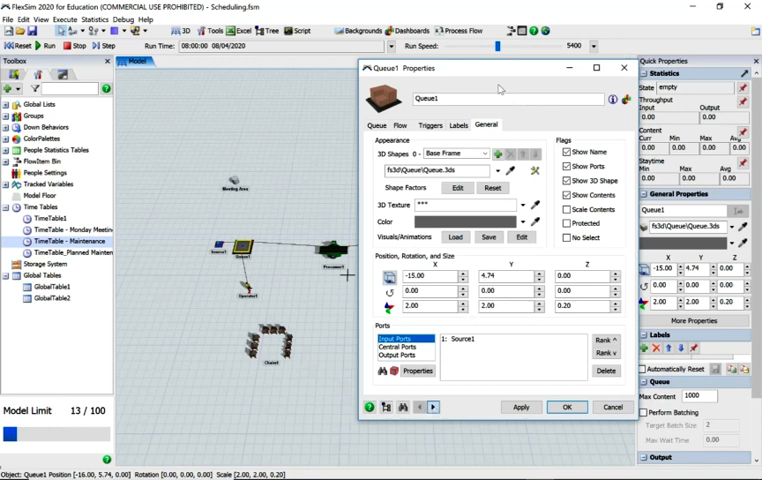 FlexSim 2020 for Education (COMMERCIAL USE PROHIBITED) - Scheduling.fsm
File Edit View Execute Statistics Debug Help
3D Tools Excel Tree Script Backgrounds Dashboards Process Flow
Reset Run Stop Step Run Time: 08:00:00 08/04/2020 Run Speed: 5400
Toolbox
Global Lists
Groups
Down Behaviors
ColorPalettes
People Statistics Tables
FlowItem Bin
People Settings
Tracked Variables
Model Floor
Time Tables
TimeTable1
TimeTable - Monday Meetin
TimeTable - Maintenance
TimeTable_Planned Mainten
Storage System
Global Tables
GlobalTable1
GlobalTable2
Model Limit 13 / 100
Model
Meeting Area
Source1
Queue1
Processor1
Operator1
Chair1
Queue1 Properties
Queue1
Queue Flow Triggers Labels General
Appearance
3D Shapes 0 - Base Frame
fs3d\Queue\Queue.3ds
Shape Factors Edit Reset
3D Texture ***
Color
Visuals/Animations Load Save Edit
Flags
Show Name
Show Ports
Show 3D Shape
Show Contents
Scale Contents
Protected
No Select
Position, Rotation, and Size
X Y Z
-15.00 4.74 0.00
0.00 0.00 0.00
2.00 2.00 0.20
Ports
Input Ports
Central Ports
Output Ports
1: Source1
Rank ^
Rank v
Delete
Properties
Apply OK Cancel
Quick Properties
Statistics
State empty
Throughput
Input Output
0.00 0.00
Content
Curr Min Max Avg
0.00 0.00 0.00 0.00
Staytime
Min Max Avg
0.00 0.00 0.00
General Properties
Queue1
fs3d\Queue\Queue.3ds
X Y Z
-15.00 4.74 0.00
0.00 0.00 0.00
2.00 2.00 0.20
More Properties
Labels
Automatically Reset
Queue
Max Content 1000
Perform Batching
Target Batch Size 2
Max Wait Time 0.00
Output
Object: Queue1 Position [-16.00, 5.74, 0.00] Rotation [0.00, 0.00, 0.00] Scale [2.00, 2.00, 0.20]